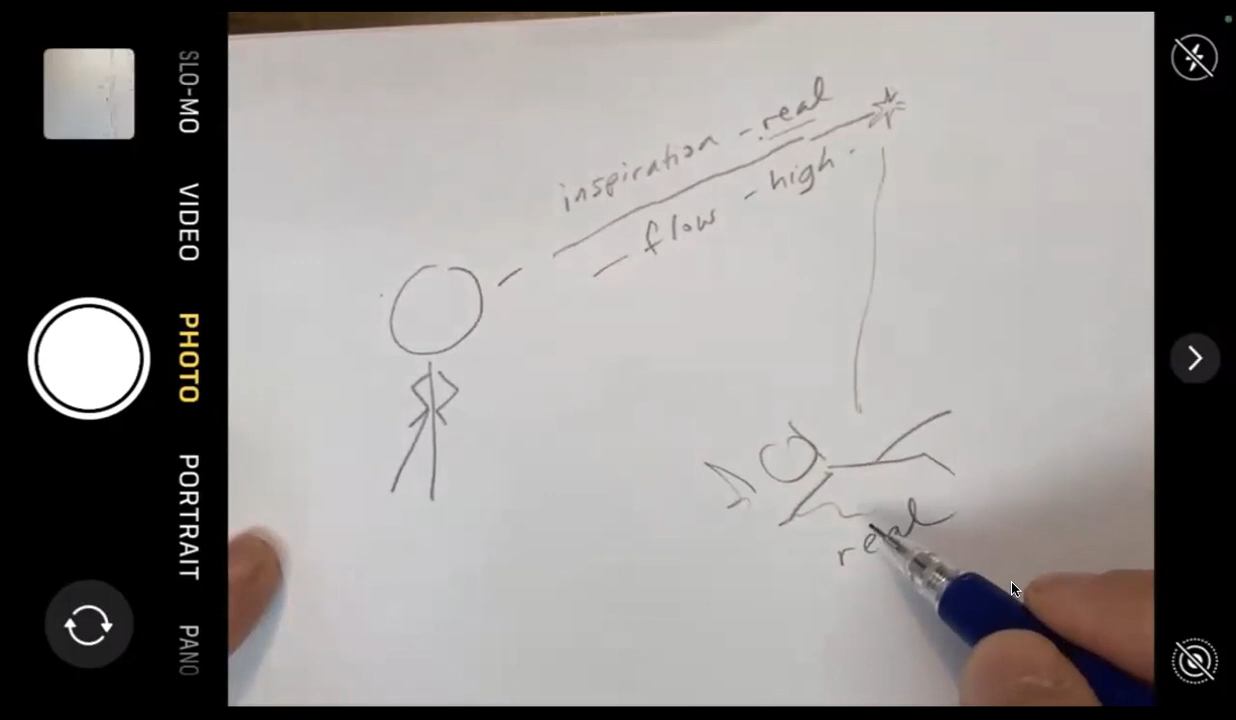 SLO-MO
VIDEO
PHOTO
PORTRAIT
PANO
inspiration - real
flow - high
real